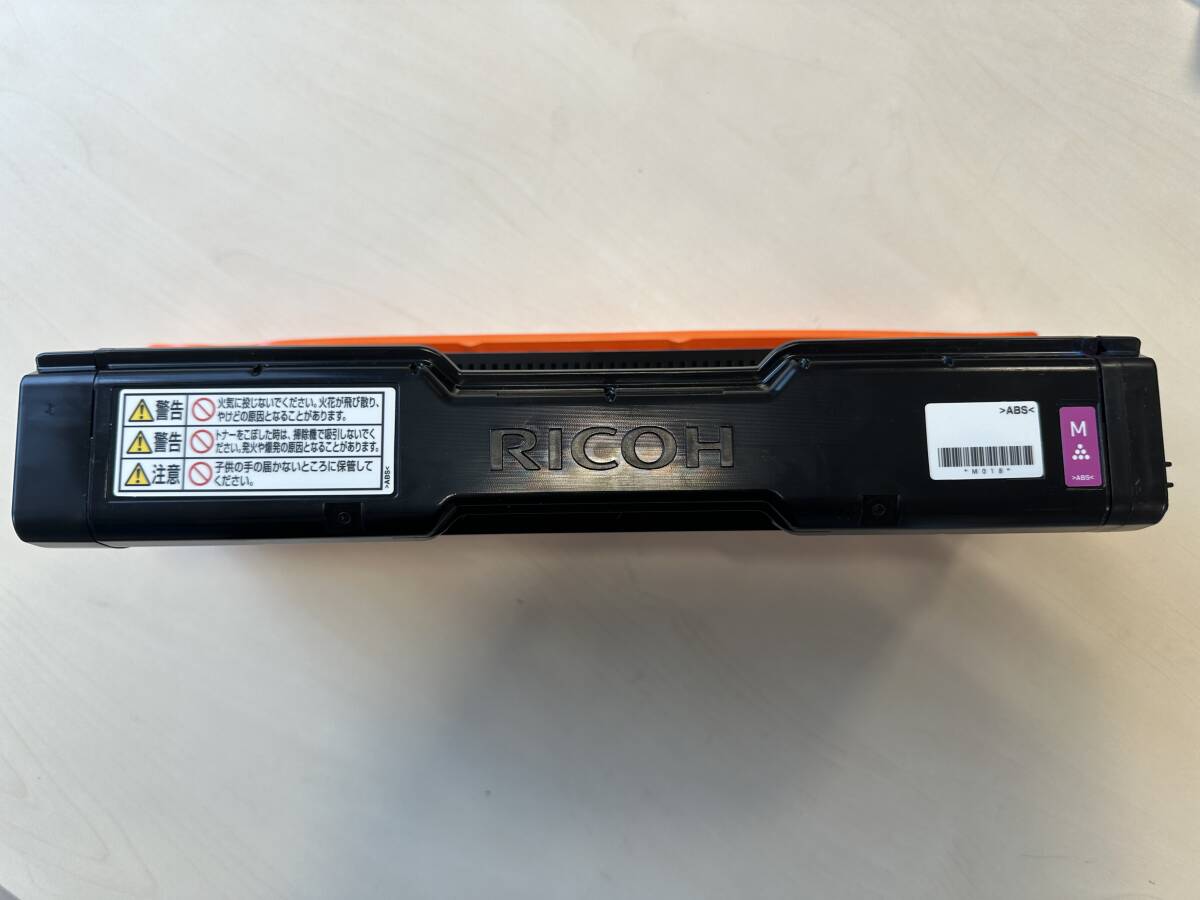 警告
火気に投じないでください。火花が飛び散り、
やけどの原因となることがあります。
警告
トナーをこぼした時は、掃除機で吸引しないでく
ださい。発火や爆発の原因となることがあります。
注意
子供の手の届かないところに保管して
ください。
>ABS<
RICOH
>ABS<
*M018*
M
>ABS<